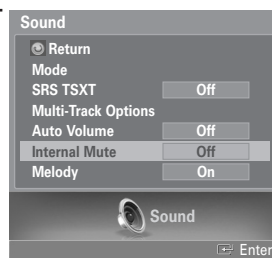 Sound
Return
Mode
SRS TSXT Off
Multi-Track Options
Auto Volume Off
Internal Mute Off
Melody On
Sound
Enter